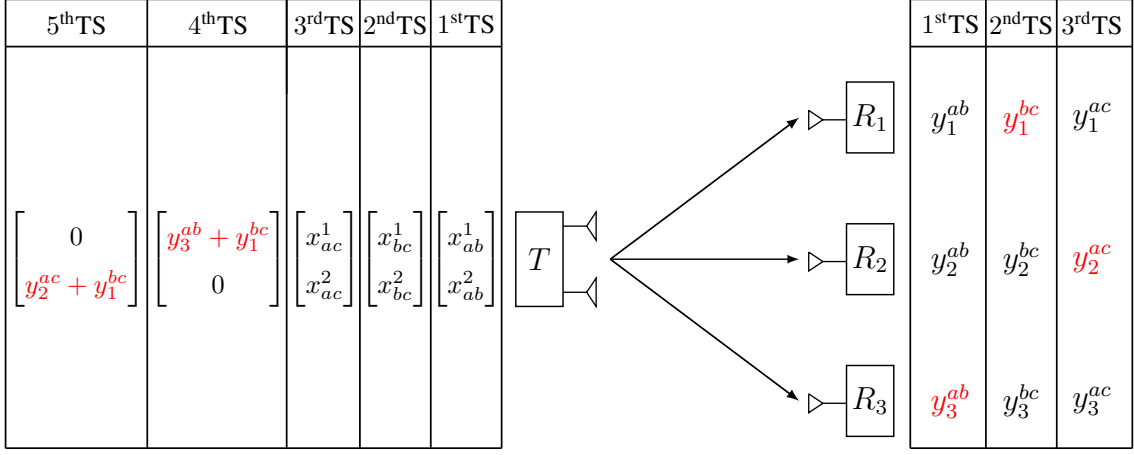 5ᵗʰTS 4ᵗʰTS 3ʳᵈTS 2ⁿᵈTS 1ˢᵗTS 1ˢᵗTS 2ⁿᵈTS 3ʳᵈTS
R_1 y_1^{ab} y_1^{bc} y_1^{ac}
0 y_3^{ab} + y_1^{bc} x_{ac}^1 x_{bc}^1 x_{ab}^1
T R_2 y_2^{ab} y_2^{bc} y_2^{ac}
y_2^{ac} + y_1^{bc} 0 x_{ac}^2 x_{bc}^2 x_{ab}^2
R_3 y_3^{ab} y_3^{bc} y_3^{ac}